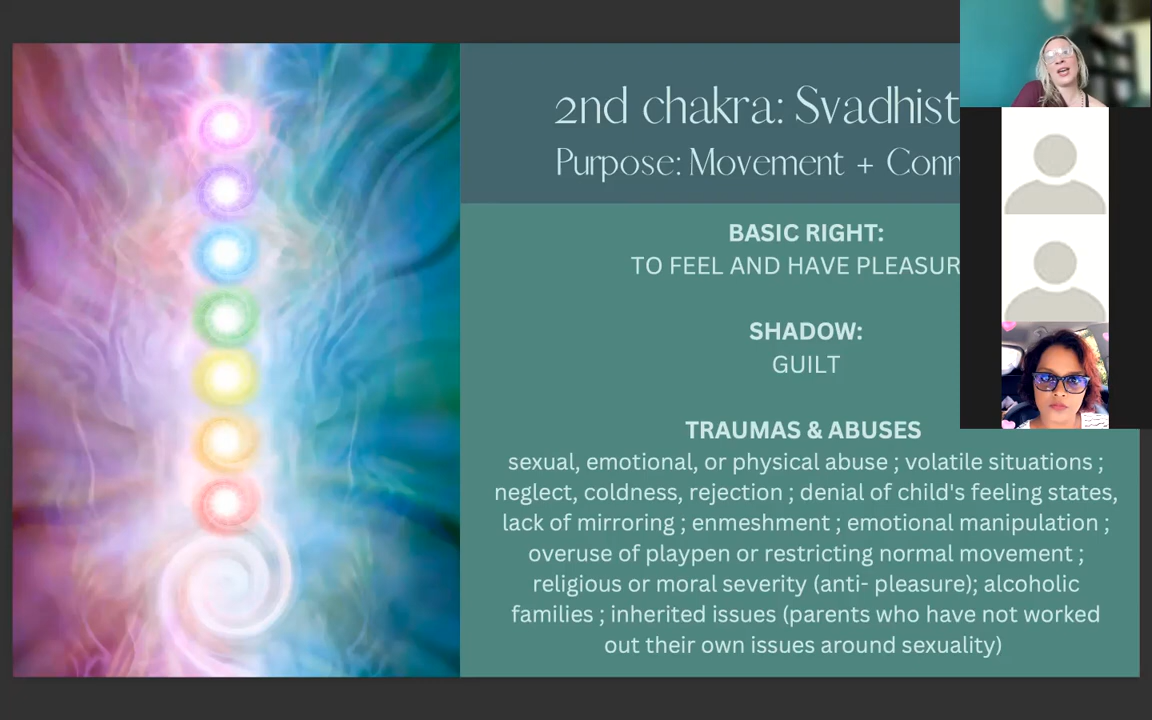 2nd chakra: Svadhist
Purpose: Movement + Conn
BASIC RIGHT:
TO FEEL AND HAVE PLEASUR
SHADOW:
GUILT
TRAUMAS & ABUSES
sexual, emotional, or physical abuse ; volatile situations ;
neglect, coldness, rejection ; denial of child's feeling states,
lack of mirroring ; enmeshment ; emotional manipulation ;
overuse of playpen or restricting normal movement ;
religious or moral severity (anti- pleasure); alcoholic
families ; inherited issues (parents who have not worked
out their own issues around sexuality)